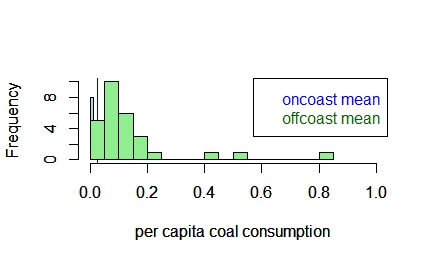 oncoast mean
offcoast mean
Frequency
8
4
0
0.0 0.2 0.4 0.6 0.8 1.0
per capita coal consumption